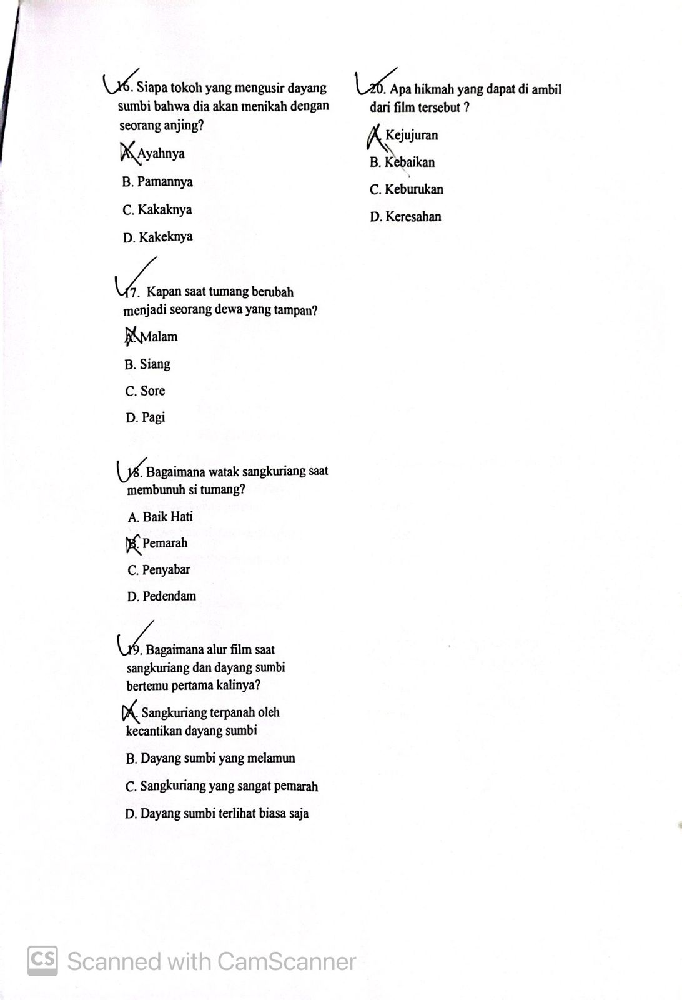 16. Siapa tokoh yang mengusir dayang
sumbi bahwa dia akan menikah dengan
seorang anjing?
A. Ayahnya
B. Pamannya
C. Kakaknya
D. Kakeknya
17. Kapan saat tumang berubah
menjadi seorang dewa yang tampan?
A. Malam
B. Siang
C. Sore
D. Pagi
18. Bagaimana watak sangkuriang saat
membunuh si tumang?
A. Baik Hati
B. Pemarah
C. Penyabar
D. Pedendam
19. Bagaimana alur film saat
sangkuriang dan dayang sumbi
bertemu pertama kalinya?
A. Sangkuriang terpanah oleh
kecantikan dayang sumbi
B. Dayang sumbi yang melamun
C. Sangkuriang yang sangat pemarah
D. Dayang sumbi terlihat biasa saja
20. Apa hikmah yang dapat di ambil
dari film tersebut ?
A. Kejujuran
B. Kebaikan
C. Keburukan
D. Keresahan
CS Scanned with CamScanner